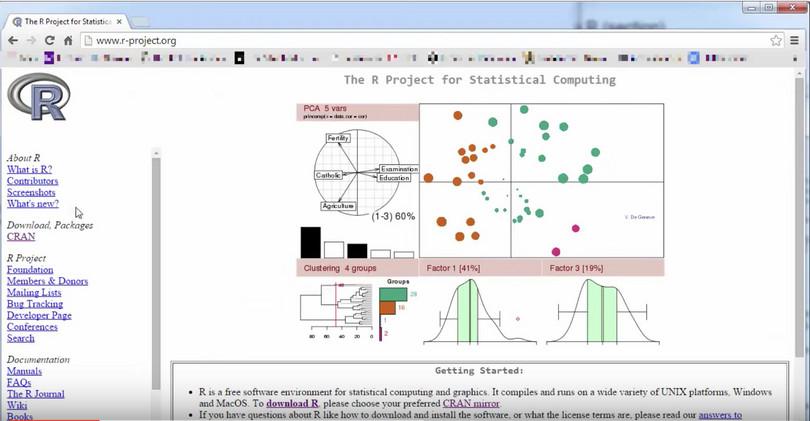 The R Project for Statistica
www.r-project.org
R
The R Project for Statistical Computing
PCA 5 vars
princomp(x = data, cor = cor)
Fertility
Catholic
Examination
Education
Agriculture
(1-3) 60%
V. De Geneve
Clustering 4 groups
Factor 1 [41%]
Factor 3 [19%]
Groups
28
16
1
2
80 60 40 20 0
About R
What is R?
Contributors
Screenshots
What's new?
Download, Packages
CRAN
R Project
Foundation
Members & Donors
Mailing Lists
Bug Tracking
Developer Page
Conferences
Search
Documentation
Manuals
FAQs
The R Journal
Wiki
Books
Getting Started:
R is a free software environment for statistical computing and graphics. It compiles and runs on a wide variety of UNIX platforms, Windows
and MacOS. To download R, please choose your preferred CRAN mirror.
If you have questions about R like how to download and install the software, or what the license terms are, please read our answers to